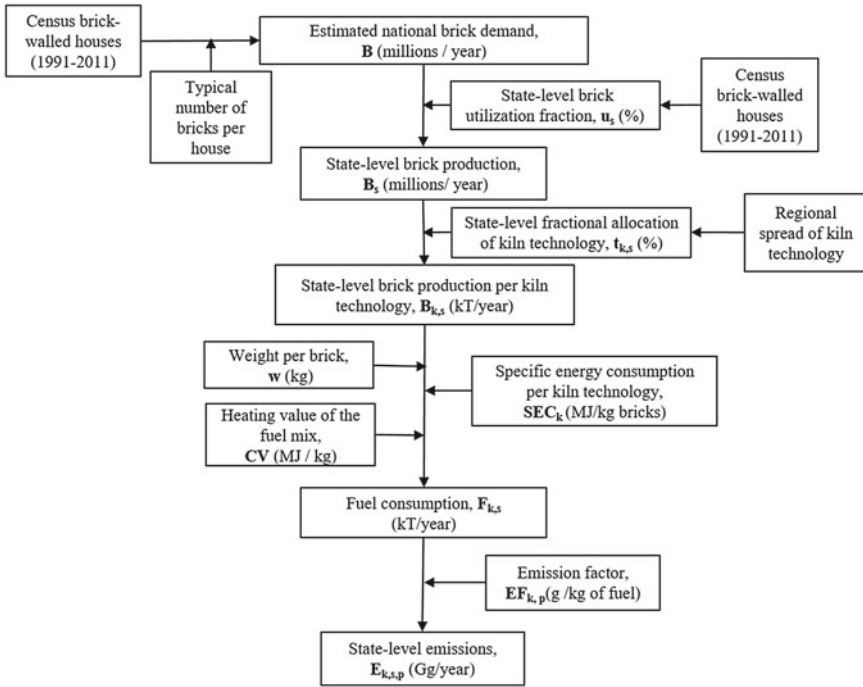 Census brick-
walled houses
(1991-2011)
Estimated national brick demand,
B (millions / year)
Typical
number of
bricks per
house
State-level brick
utilization fraction, us (%)
Census
brick-walled
houses
(1991-2011)
State-level brick production,
Bs (millions/ year)
State-level fractional allocation
of kiln technology, tk,s (%)
Regional
spread of kiln
technology
State-level brick production per kiln
technology, Bk,s (kT/year)
Weight per brick,
w (kg)
Specific energy consumption
per kiln technology,
SECk (MJ/kg bricks)
Heating value of the
fuel mix,
CV (MJ / kg)
Fuel consumption, Fk,s
(kT/year)
Emission factor,
EFk, p(g /kg of fuel)
State-level emissions,
Ek,s,p (Gg/year)